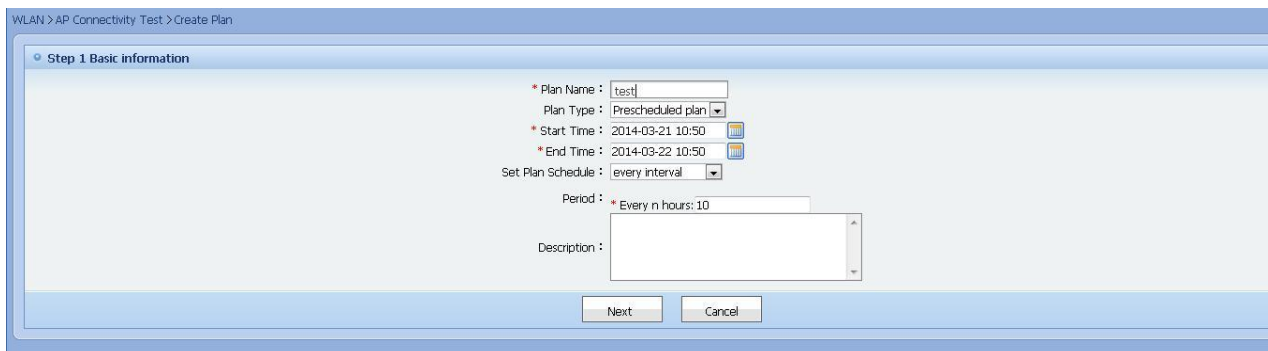 WLAN > AP Connectivity Test > Create Plan
Step 1 Basic information
* Plan Name : test
Plan Type : Prescheduled plan
* Start Time : 2014-03-21 10:50
* End Time : 2014-03-22 10:50
Set Plan Schedule : every interval
Period : * Every n hours: 10
Description :
Next Cancel